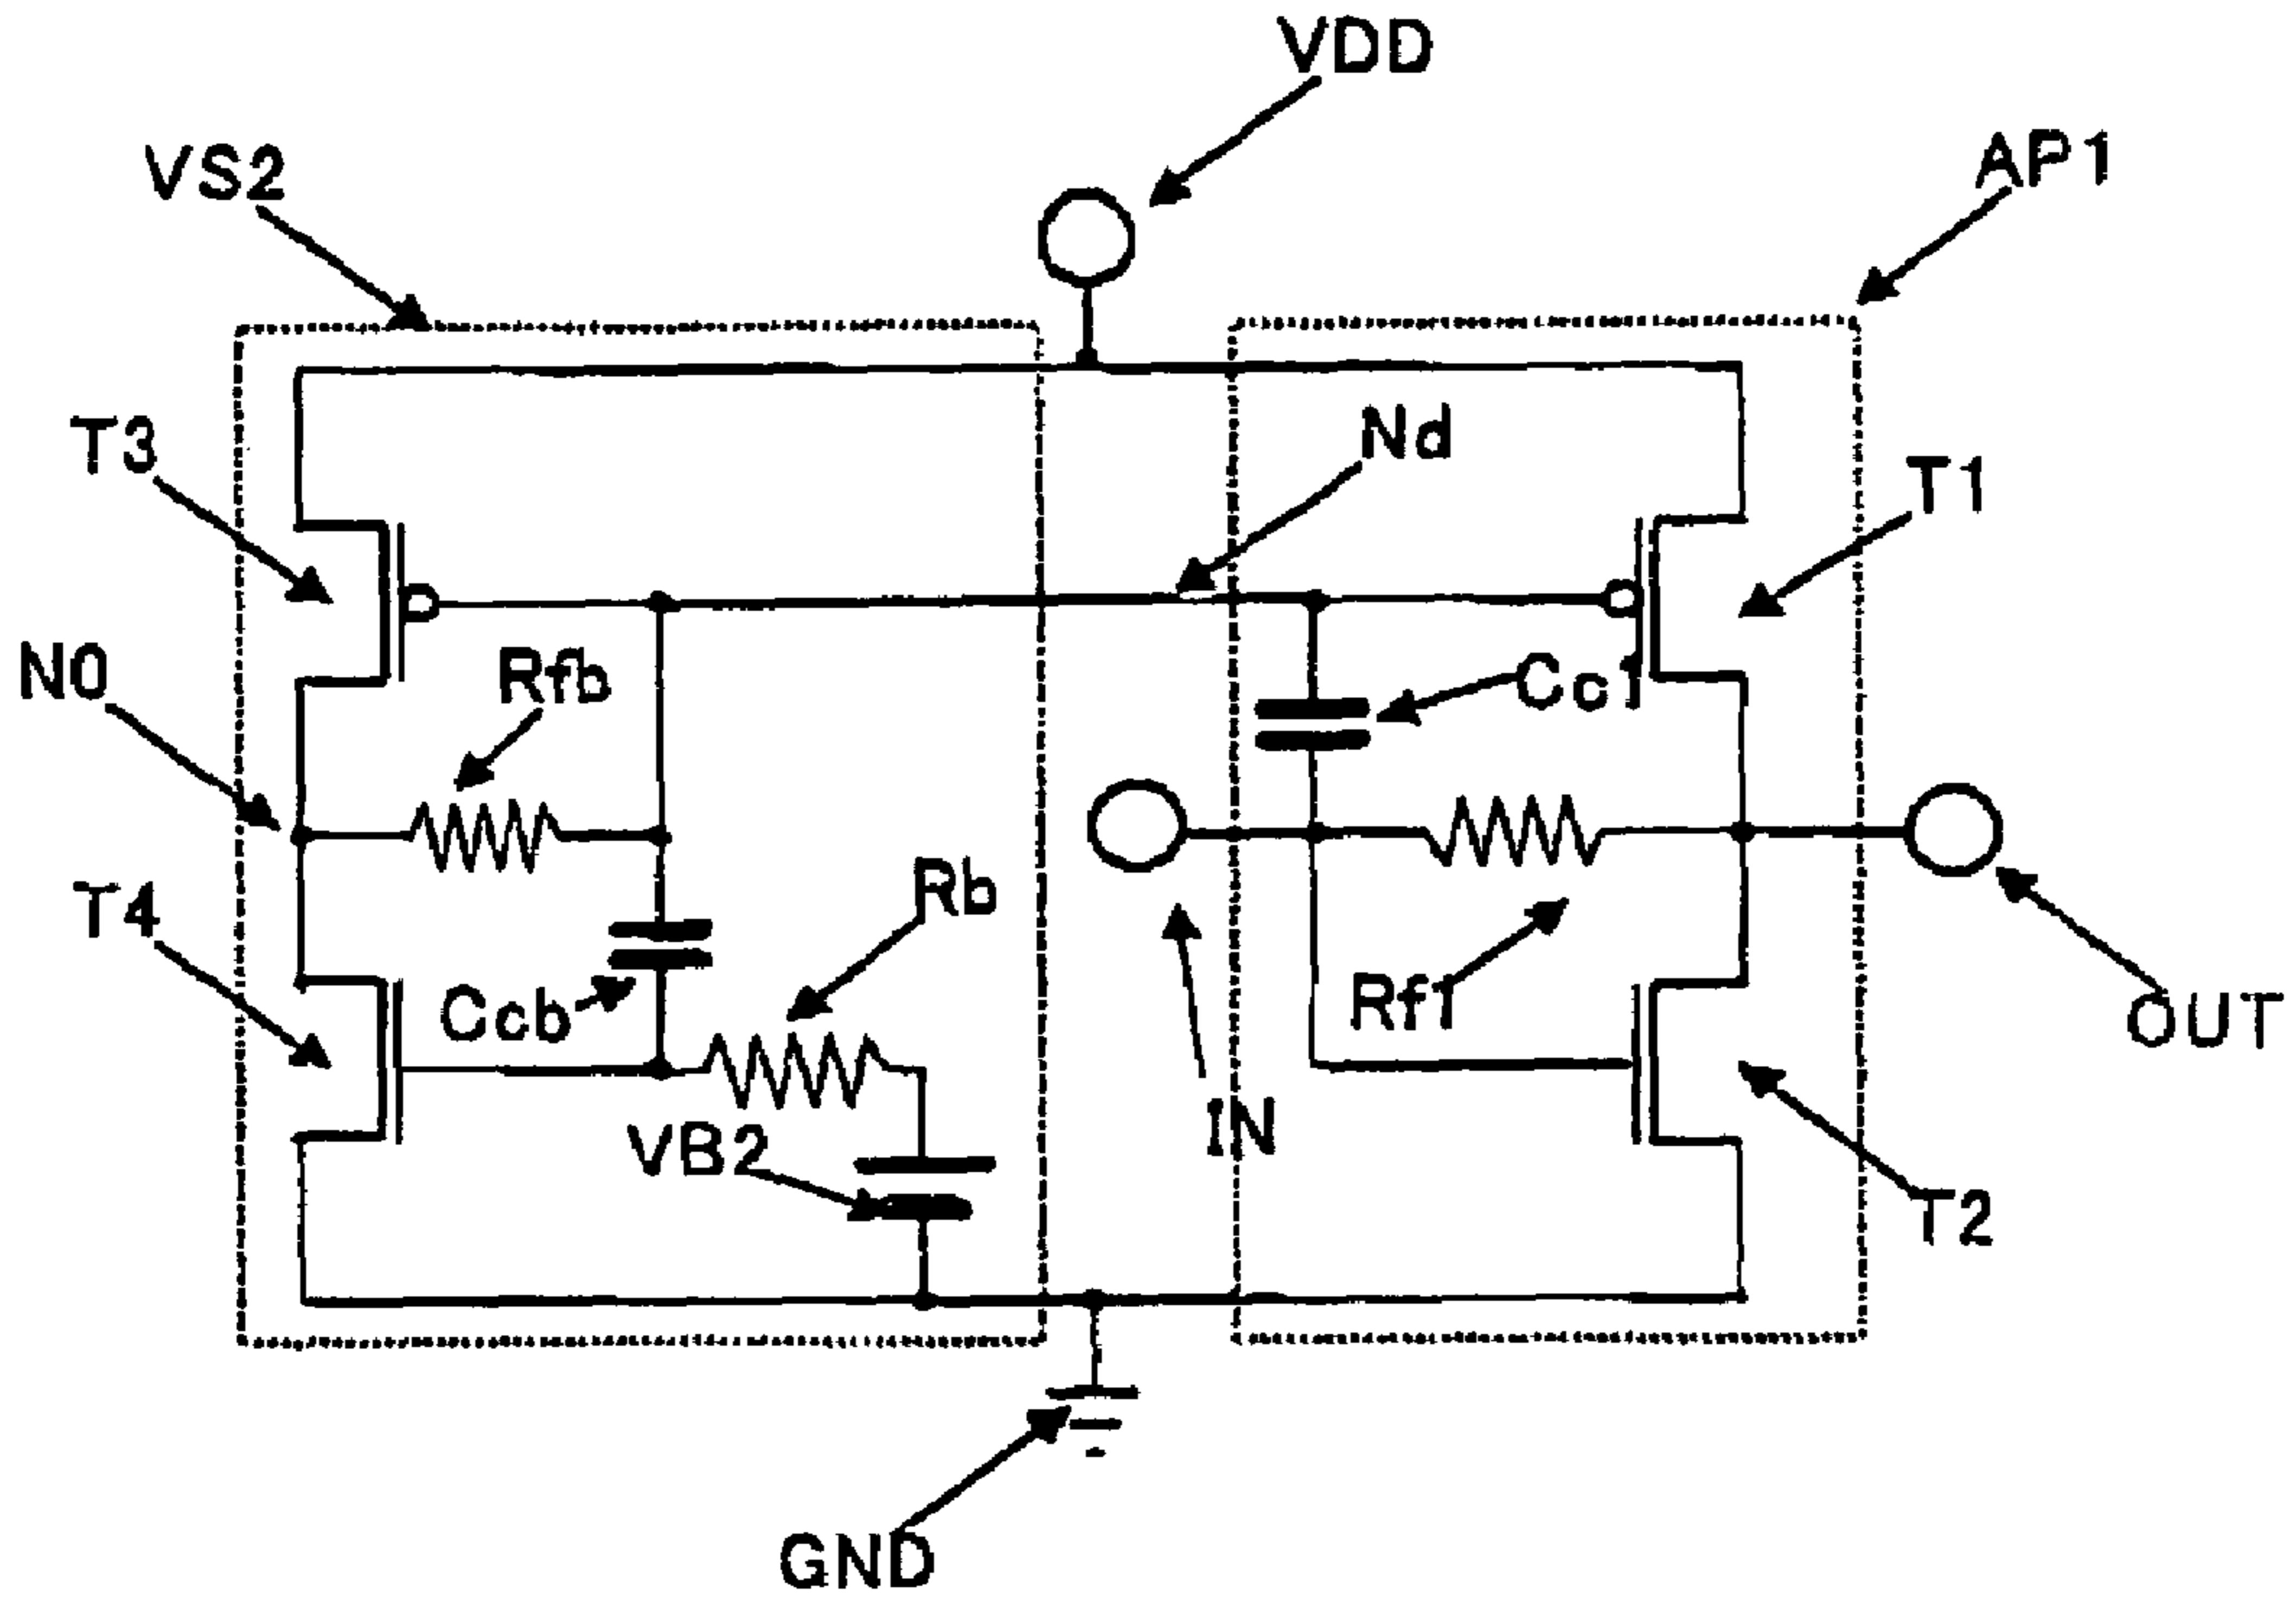 VDD
VS2
AP1
T3
Nd
T1
N0
Rfb
Cc1
T4
Rb
Ccb
Rf1
OUT
VB2
IN
T2
GND